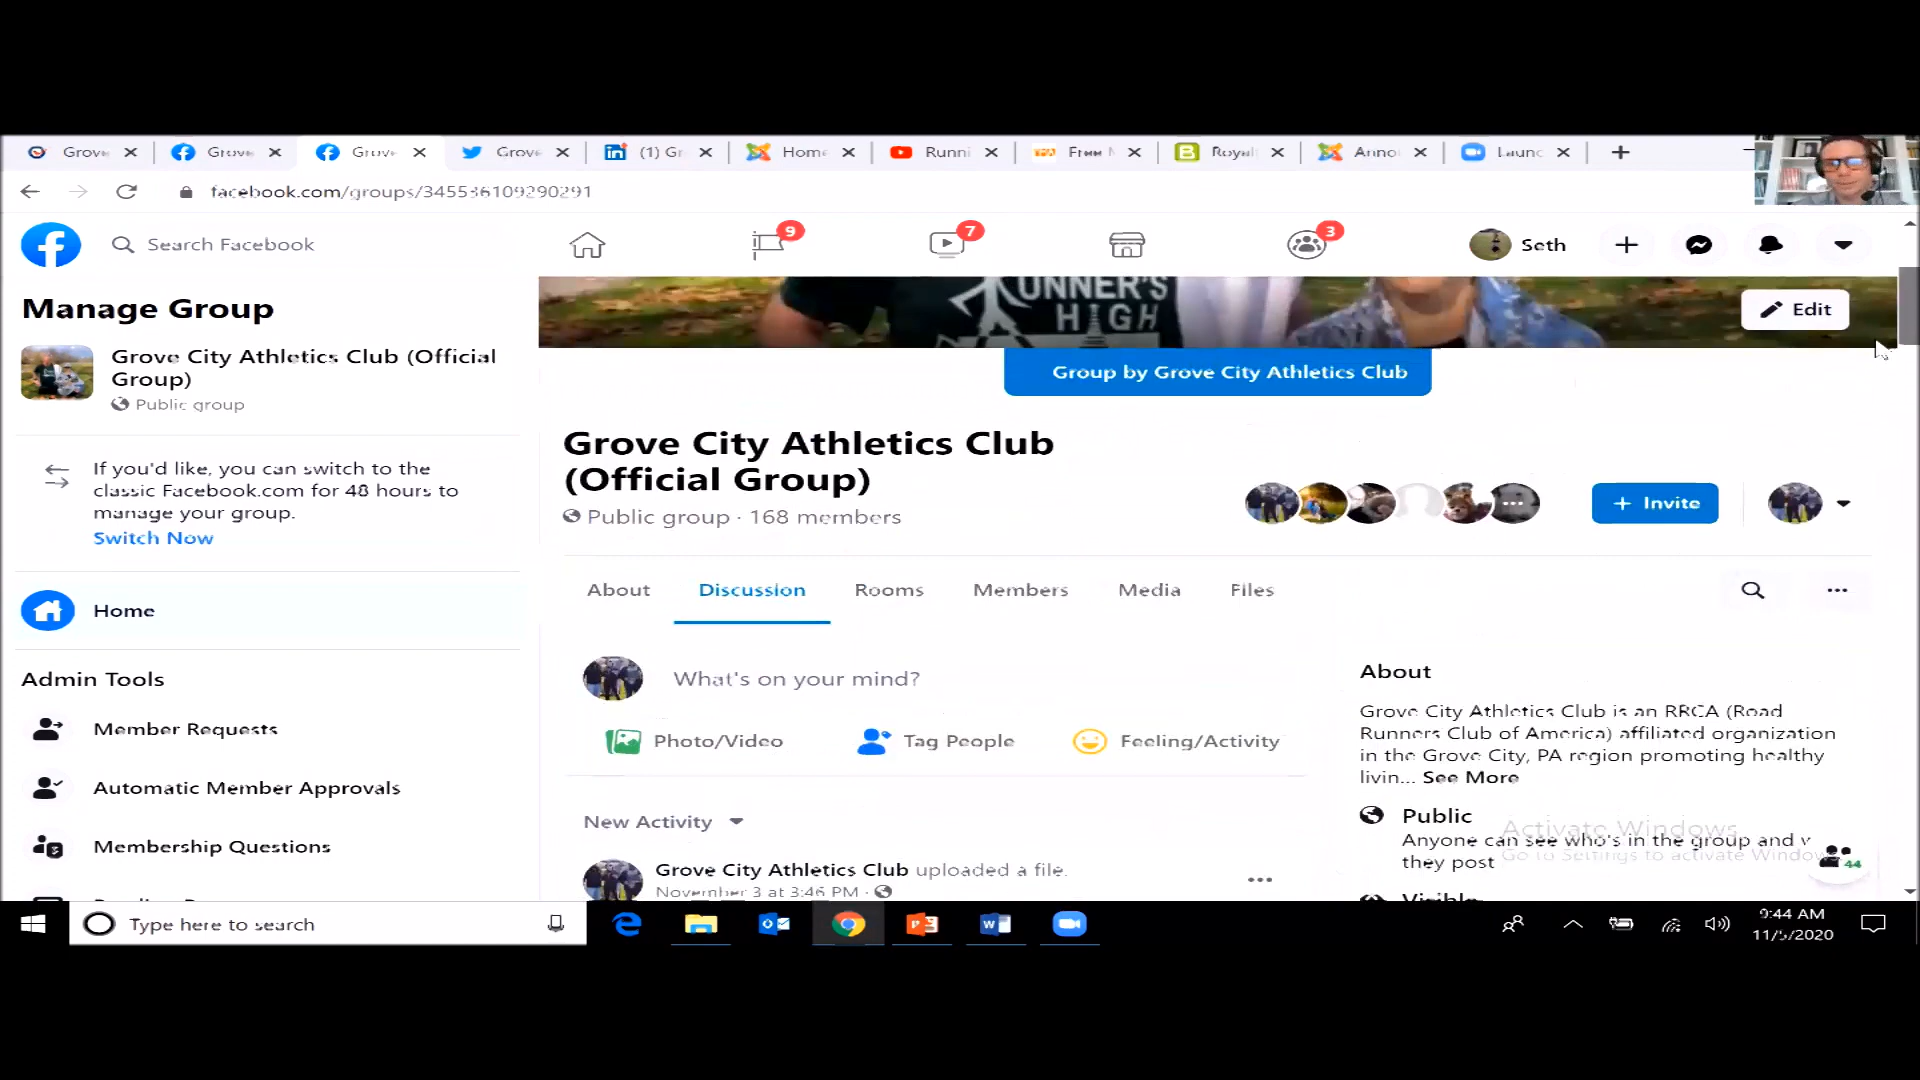 Grove
Grove
Grove
Grove
(1) Gr
Home
Runni
Free
Royal
Anno
Launc
facebook.com/groups/345536109290291
Search Facebook
9
7
3
Seth
Manage Group
Grove City Athletics Club (Official
Group)
Public group
If you'd like, you can switch to the
classic Facebook.com for 48 hours to
manage your group.
Switch Now
Home
Admin Tools
Member Requests
Automatic Member Approvals
Membership Questions
RUNNER'S
HIGH
Edit
Group by Grove City Athletics Club
Grove City Athletics Club
(Official Group)
Public group · 168 members
+ Invite
About
Discussion
Rooms
Members
Media
Files
What's on your mind?
Photo/Video
Tag People
Feeling/Activity
New Activity
Grove City Athletics Club uploaded a file.
November 3 at 3:46 PM ·
About
Grove City Athletics Club is an RRCA (Road
Runners Club of America) affiliated organization
in the Grove City, PA region promoting healthy
livin... See More
Public
Anyone can see who's in the group and
they post
Visible
Activate Windows
Go to Settings to activate Windows
44
Type here to search
9:44 AM
11/5/2020